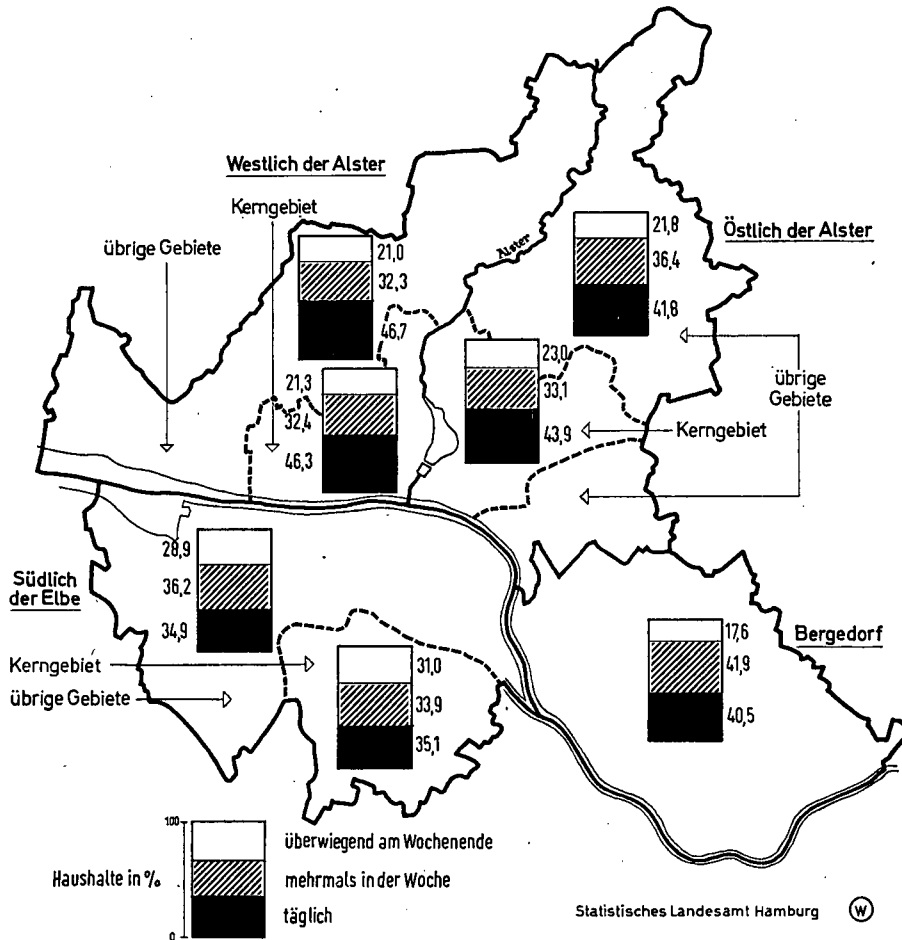 Westlich der Alster
Kerngebiet
übrige Gebiete
21,0
32,3
46,7
Alster
21,8
36,4
41,8
Östlich der Alster
übrige
Gebiete
21,3
32,4
46,3
23,0
33,1
43,9
Kerngebiet
28,9
36,2
34,9
Südlich
der Elbe
Kerngebiet
übrige Gebiete
31,0
33,9
35,1
17,6
41,9
40,5
Bergedorf
100
Haushalte in %
0
überwiegend am Wochenende
mehrmals in der Woche
täglich
Statistisches Landesamt Hamburg
W